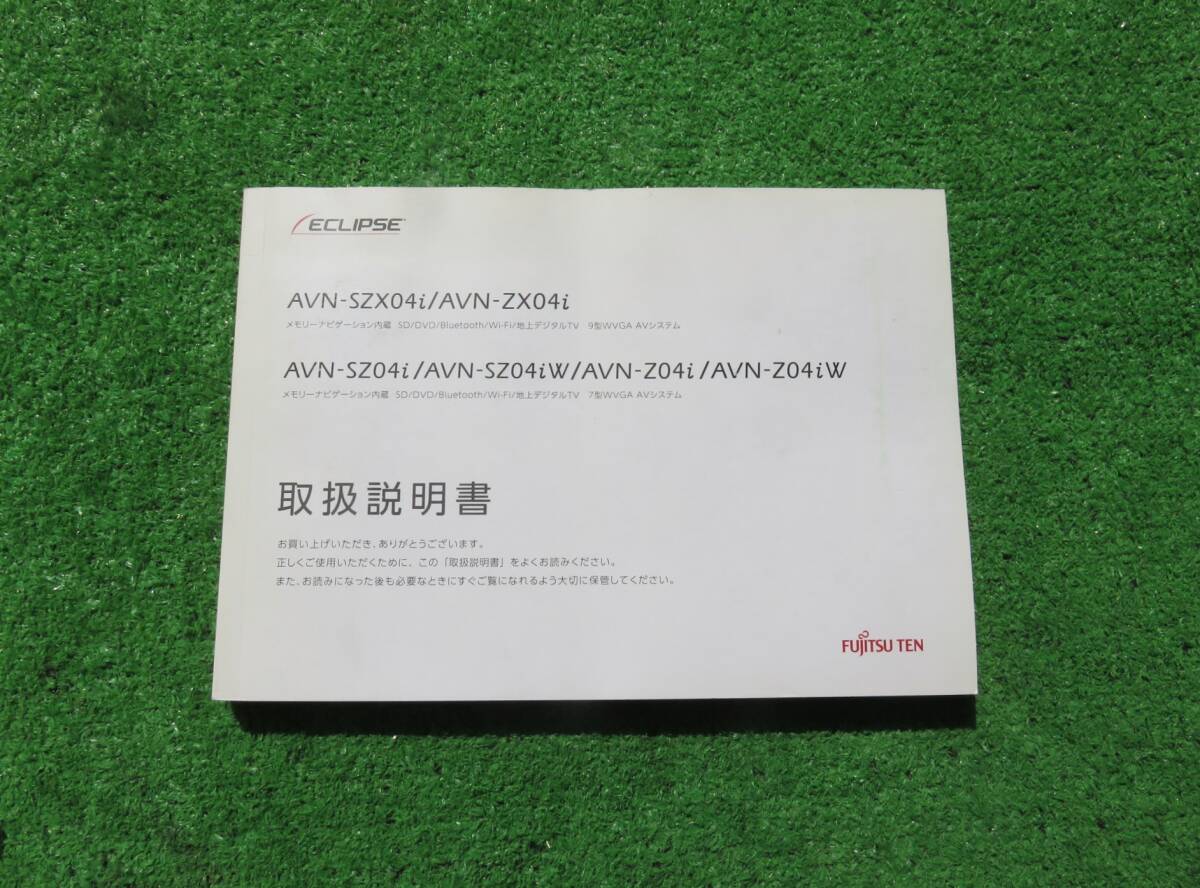 ECLIPSE
AVN-SZX04i/AVN-ZX04i
メモリーナビゲーション内蔵 SD/DVD/Bluetooth/Wi-Fi/地上デジタルTV 9型WVGA AVシステム
AVN-SZ04i/AVN-SZ04iW/AVN-Z04i/AVN-Z04iW
メモリーナビゲーション内蔵 SD/DVD/Bluetooth/Wi-Fi/地上デジタルTV 7型WVGA AVシステム
取扱説明書
お買い上げいただき、ありがとうございます。
正しくご使用いただくために、この「取扱説明書」をよくお読みください。
また、お読みになった後も必要なときにすぐご覧になれるよう大切に保管してください。
FUJITSU TEN